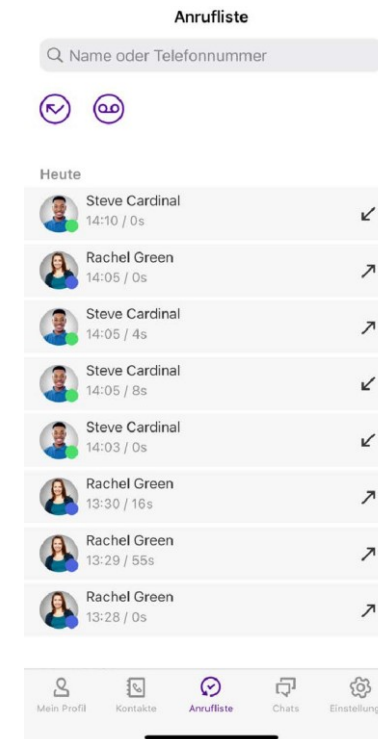 Anrufliste
Name oder Telefonnummer
Heute
Steve Cardinal
14:10 / 0s
Rachel Green
14:05 / 0s
Steve Cardinal
14:05 / 4s
Steve Cardinal
14:05 / 8s
Steve Cardinal
14:03 / 0s
Rachel Green
13:30 / 16s
Rachel Green
13:29 / 55s
Rachel Green
13:28 / 0s
Mein Profil Kontakte Anrufliste Chats Einstellung